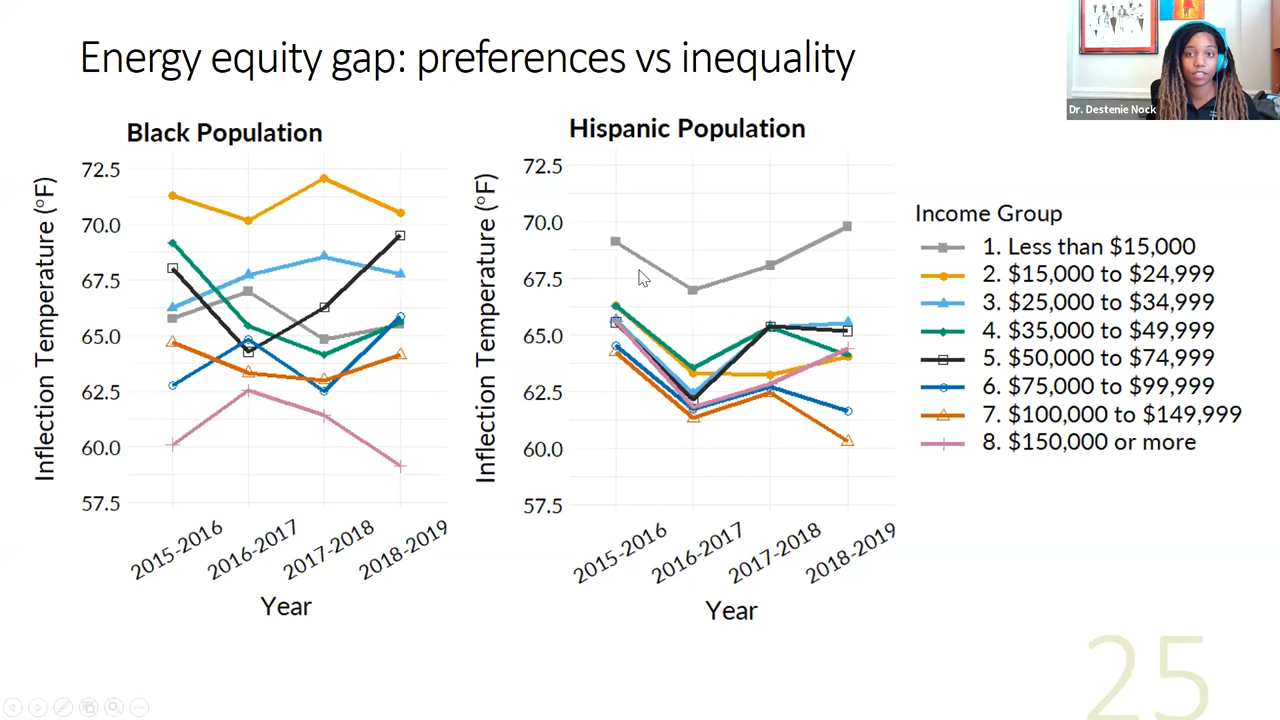 Energy equity gap: preferences vs inequality
Dr. Destenie Nock
Black Population
Inflection Temperature (°F)
72.5
70.0
67.5
65.0
62.5
60.0
57.5
2015-2016
2016-2017
2017-2018
2018-2019
Year
Hispanic Population
Inflection Temperature (°F)
72.5
70.0
67.5
65.0
62.5
60.0
57.5
2015-2016
2016-2017
2017-2018
2018-2019
Year
Income Group
1. Less than $15,000
2. $15,000 to $24,999
3. $25,000 to $34,999
4. $35,000 to $49,999
5. $50,000 to $74,999
6. $75,000 to $99,999
7. $100,000 to $149,999
8. $150,000 or more
25